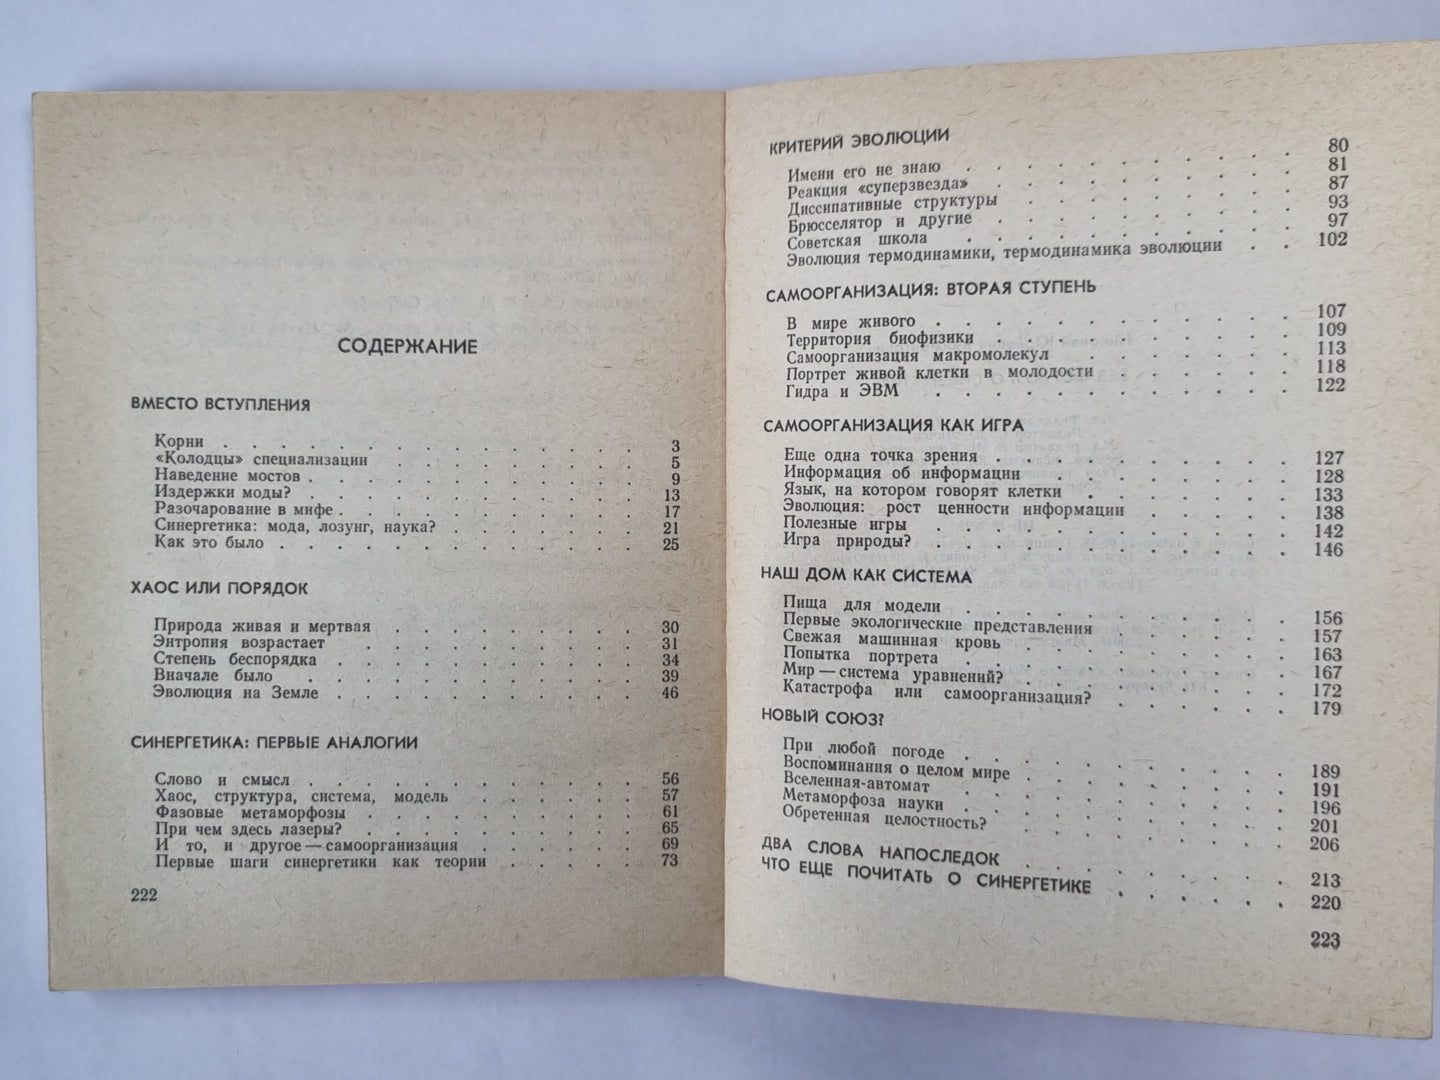 СОДЕРЖАНИЕ
ВМЕСТО ВСТУПЛЕНИЯ
Корни . . . . . . . . . . . . 3
«Колодцы» специализации . . . . . . . 5
Наведение мостов . . . . . . . . . . 9
Издержки моды? . . . . . . . . . . 13
Разочарование в мифе . . . . . . . . . 17
Синергетика: мода, лозунг, наука? . . . . . . 21
Как это было . . . . . . . . . . . 25
ХАОС ИЛИ ПОРЯДОК
Природа живая и мертвая . . . . . . . . 30
Энтропия возрастает . . . . . . . . . 31
Степень беспорядка . . . . . . . . . . 34
Вначале было . . . . . . . . . . . 39
Эволюция на Земле . . . . . . . . . . 46
СИНЕРГЕТИКА: ПЕРВЫЕ АНАЛОГИИ
Слово и смысл . . . . . . . . . . . 56
Хаос, структура, система, модель . . . . . . 57
Фазовые метаморфозы . . . . . . . . . 61
При чем здесь лазеры? . . . . . . . . . 65
И то, и другое — самоорганизация . . . . . . 69
Первые шаги синергетики как теории . . . . . 73
222
КРИТЕРИЙ ЭВОЛЮЦИИ
Имени его не знаю . . . . . . . . . . . 80
Реакция «суперзвезда» . . . . . . . . . . 81
Диссипативные структуры . . . . . . . . . 87
Брюсселятор и другие . . . . . . . . . . 93
Советская школа . . . . . . . . . . . 97
Эволюция термодинамики, термодинамика эволюции . . 102
САМООРГАНИЗАЦИЯ: ВТОРАЯ СТУПЕНЬ
В мире живого . . . . . . . . . . . . 107
Территория биофизики . . . . . . . . . . 109
Самоорганизация макромолекул . . . . . . . 113
Портрет живой клетки в молодости . . . . . . 118
Гидра и ЭВМ . . . . . . . . . . . . 122
САМООРГАНИЗАЦИЯ КАК ИГРА
Еще одна точка зрения . . . . . . . . . . 127
Информация об информации . . . . . . . . 128
Язык, на котором говорят клетки . . . . . . . 133
Эволюция: рост ценности информации . . . . . 138
Полезные игры . . . . . . . . . . . . 142
Игра природы? . . . . . . . . . . . . 146
НАШ ДОМ КАК СИСТЕМА
Пища для модели . . . . . . . . . . . 156
Первые экологические представления . . . . . . 157
Свежая машинная кровь . . . . . . . . . 163
Попытка портрета . . . . . . . . . . . 167
Мир — система уравнений? . . . . . . . . . 172
Катастрофа или самоорганизация? . . . . . . 179
НОВЫЙ СОЮЗ?
При любой погоде . . . . . . . . . . . 189
Воспоминания о целом мире . . . . . . . . . 191
Вселенная-автомат . . . . . . . . . . . 196
Метаморфоза науки . . . . . . . . . . . 201
Обретенная целостность? . . . . . . . . . 206
ДВА СЛОВА НАПОСЛЕДОК . . . . . . . . . 213
ЧТО ЕЩЕ ПОЧИТАТЬ О СИНЕРГЕТИКЕ . . . . . . 220
223